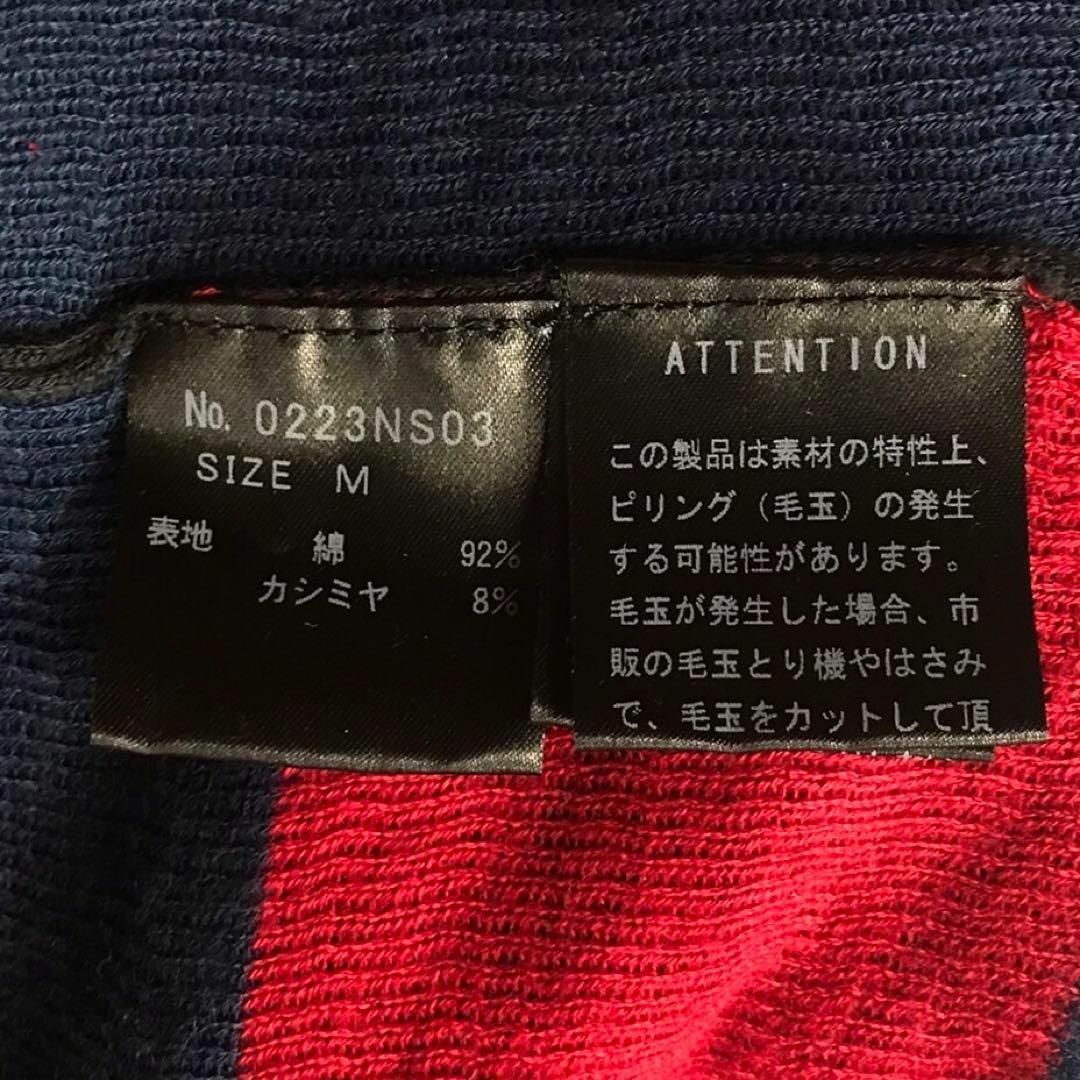 No. 0223NS03
SIZE M
表地 綿 92%
カシミヤ 8%
ATTENTION
この製品は素材の特性上、
ピリング(毛玉)の発生
する可能性があります。
毛玉が発生した場合、市
販の毛玉とり機やはさみ
で、毛玉をカットして頂